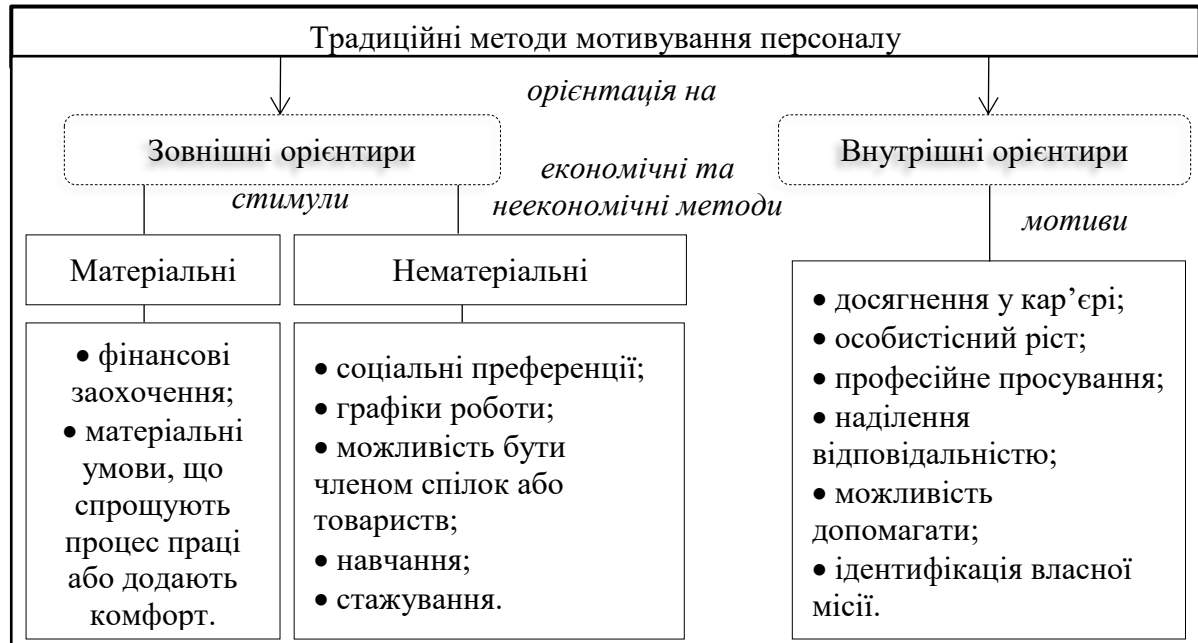 Традиційні методи мотивування персоналу
орієнтація на
Зовнішні орієнтири
Внутрішні орієнтири
стимули
економічні та
неекономічні методи
мотиви
Матеріальні
Нематеріальні
• фінансові
заохочення;
• матеріальні
умови, що
спрощують
процес праці
або додають
комфорт.
• соціальні преференції;
• графіки роботи;
• можливість бути
членом спілок або
товариств;
• навчання;
• стажування.
• досягнення у кар’єрі;
• особистісний ріст;
• професійне просування;
• наділення
відповідальністю;
• можливість
допомагати;
• ідентифікація власної
місії.